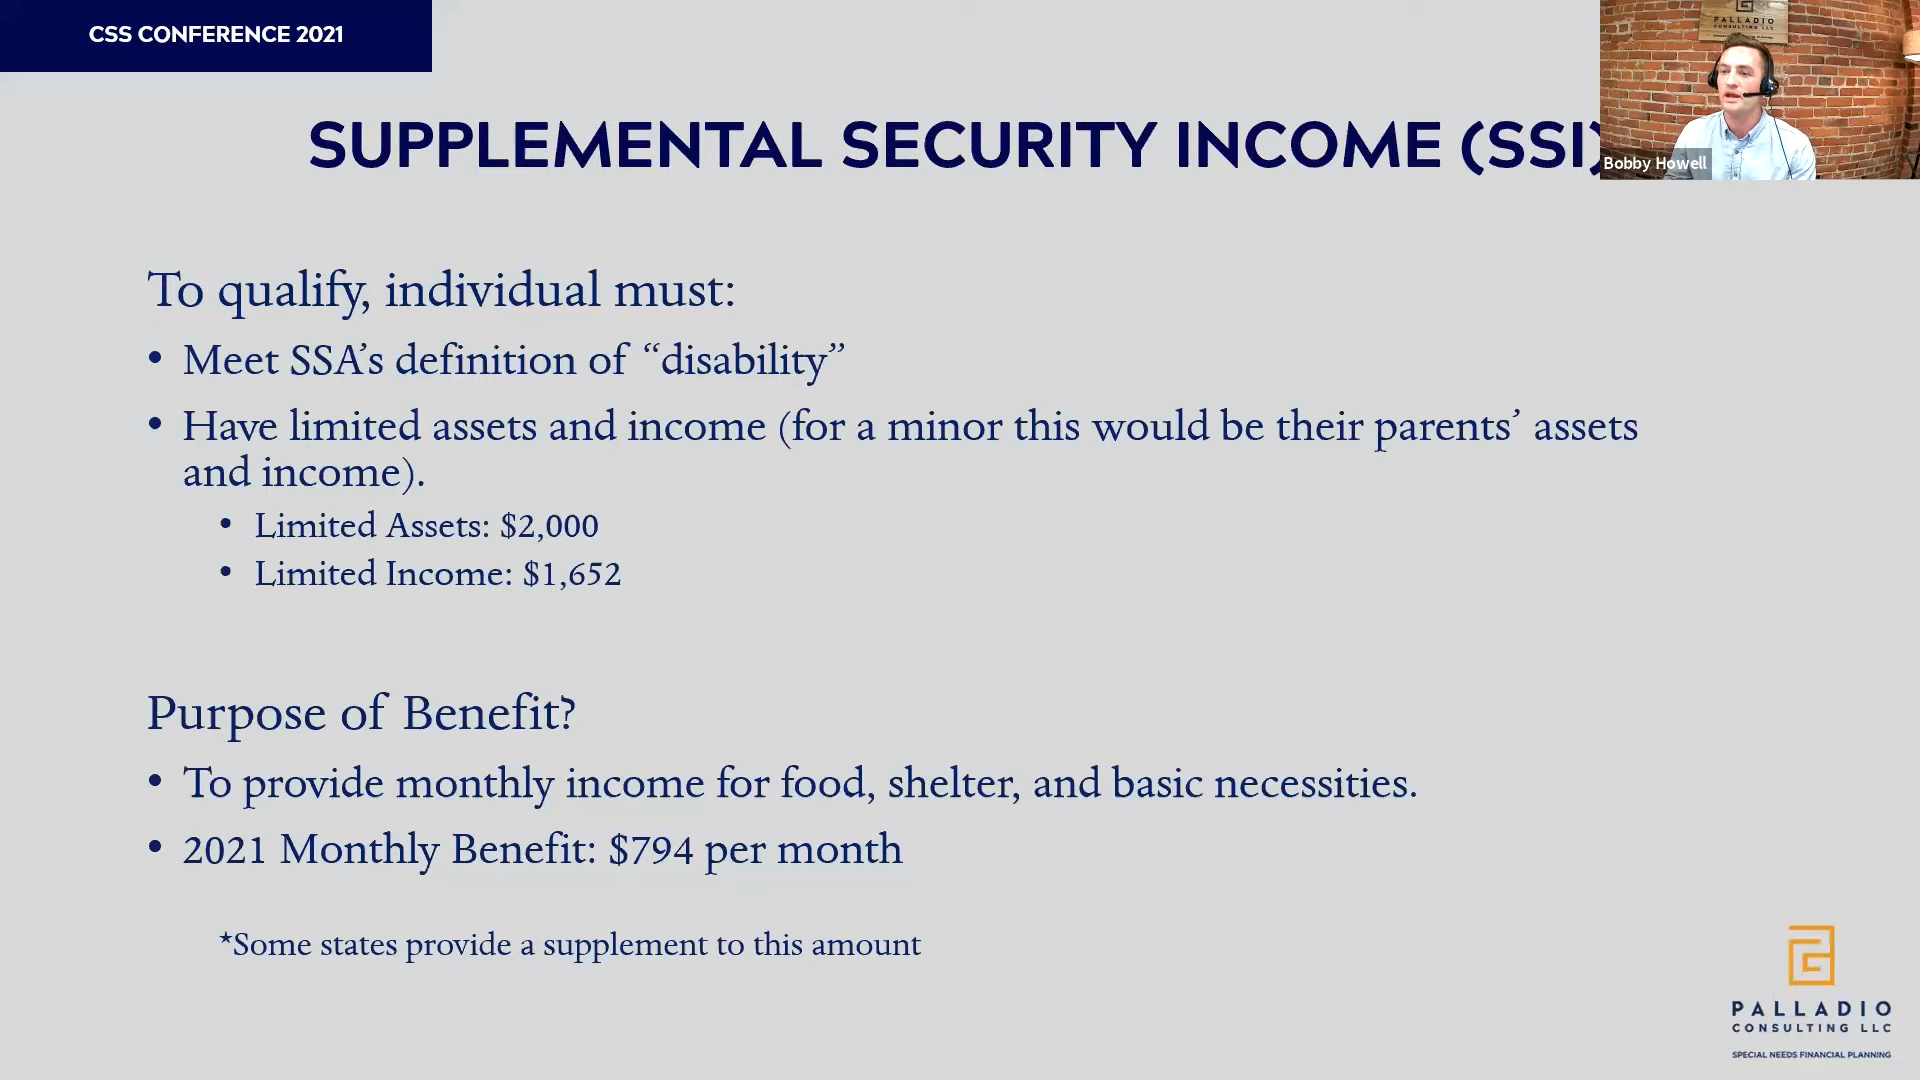 CSS CONFERENCE 2021
PALLADIO
CONSULTING LLC
SUPPLEMENTAL SECURITY INCOME (SSI)
Bobby Howell
To qualify, individual must:
• Meet SSA’s definition of “disability”
• Have limited assets and income (for a minor this would be their parents’ assets
and income).
• Limited Assets: $2,000
• Limited Income: $1,652
Purpose of Benefit?
• To provide monthly income for food, shelter, and basic necessities.
• 2021 Monthly Benefit: $794 per month
*Some states provide a supplement to this amount
PALLADIO
CONSULTING LLC
SPECIAL NEEDS FINANCIAL PLANNING